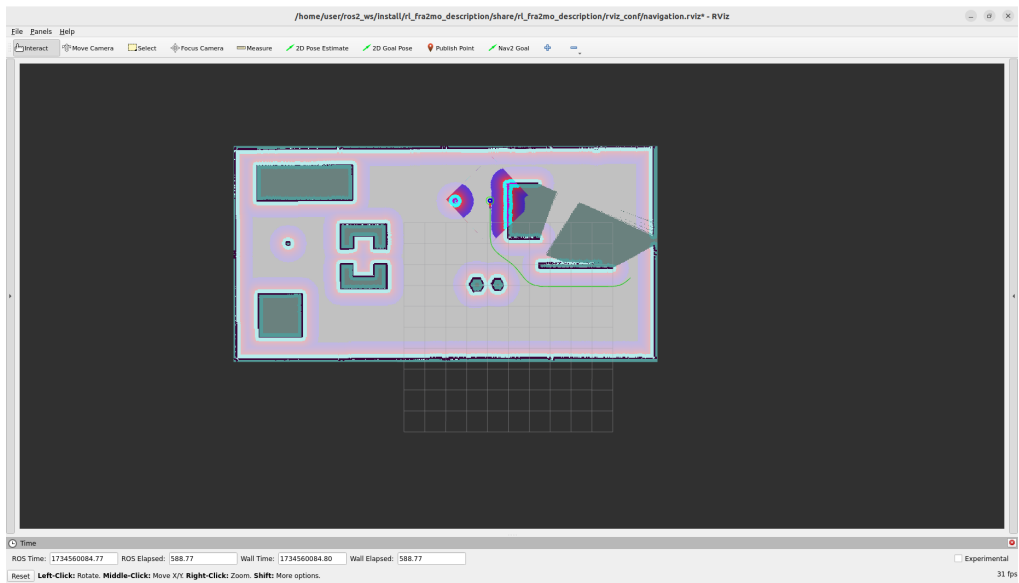 /home/user/ros2_ws/install/rl_fra2mo_description/share/rl_fra2mo_description/rviz_conf/navigation.rviz* - RViz
File Panels Help
Interact Move Camera Select Focus Camera Measure 2D Pose Estimate 2D Goal Pose Publish Point Nav2 Goal
Time
ROS Time: 1734560084.77 ROS Elapsed: 588.77 Wall Time: 1734560084.80 Wall Elapsed: 588.77 Experimental
Reset Left-Click: Rotate. Middle-Click: Move X/Y. Right-Click: Zoom. Shift: More options. 31 fps